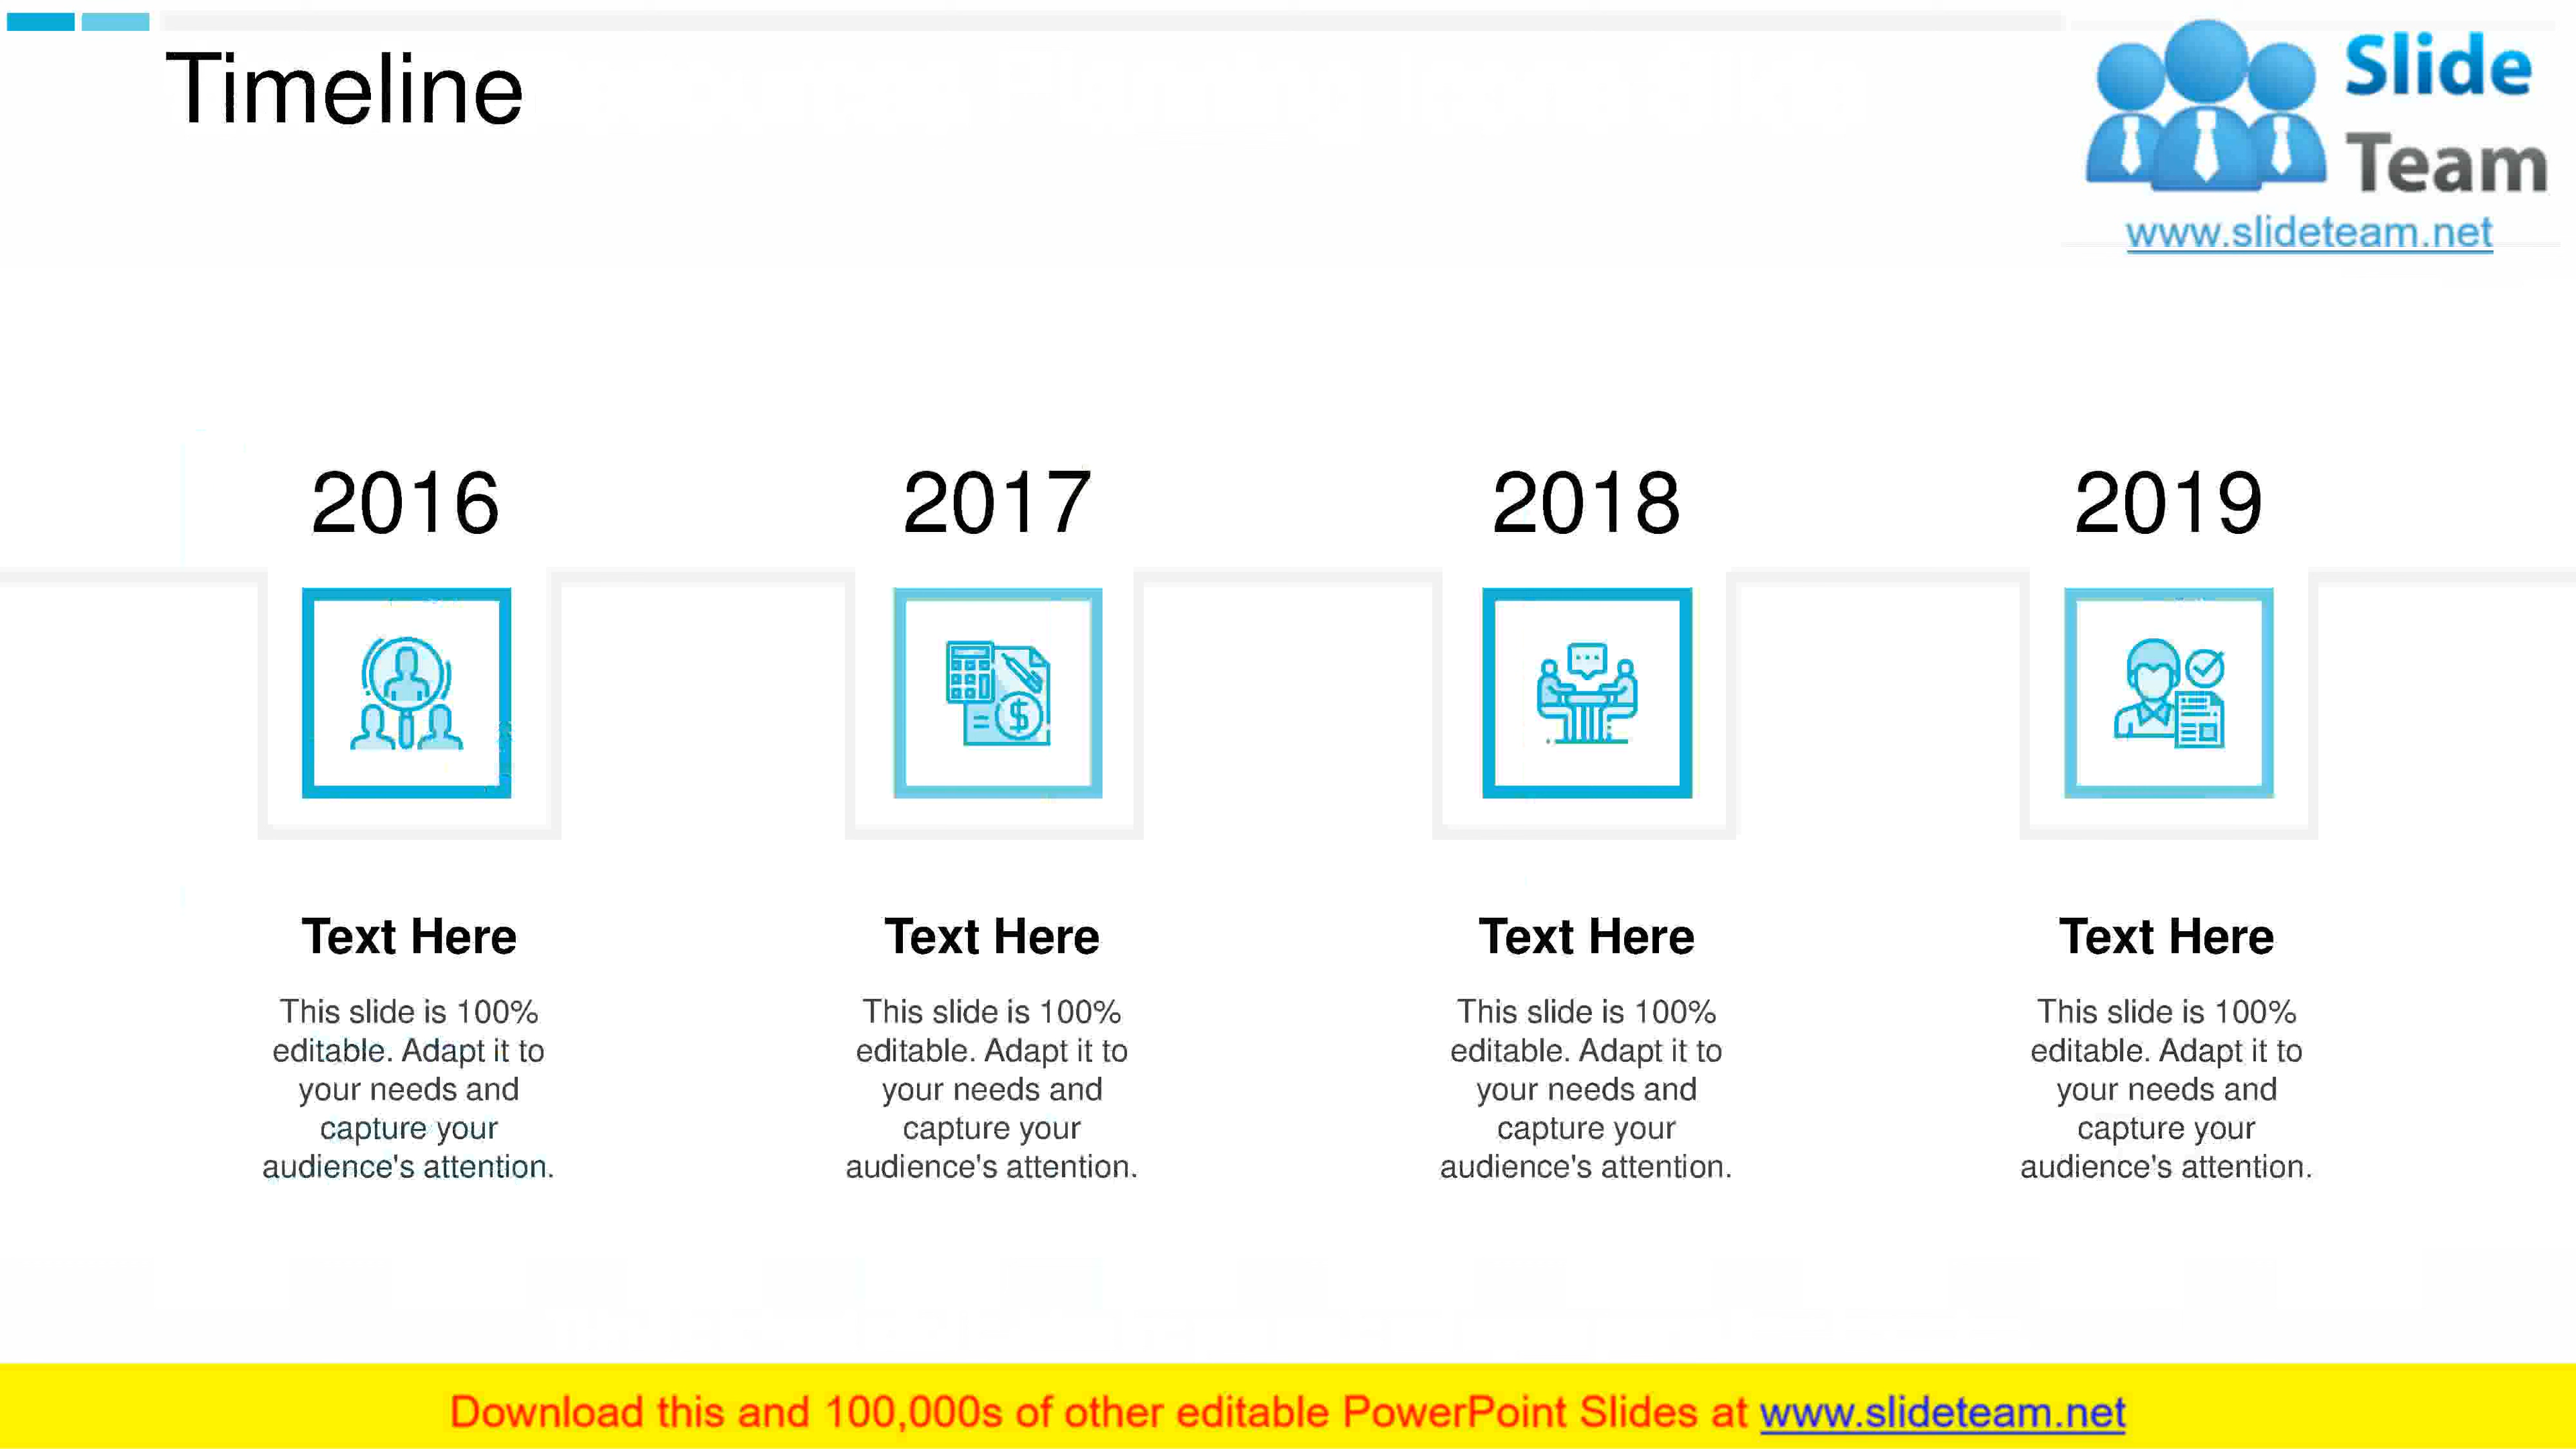 Timeline
Slide
Team
www.slideteam.net
2016
2017
2018
2019
Text Here
This slide is 100%
editable. Adapt it to
your needs and
capture your
audience's attention.
Text Here
This slide is 100%
editable. Adapt it to
your needs and
capture your
audience's attention.
Text Here
This slide is 100%
editable. Adapt it to
your needs and
capture your
audience's attention.
Text Here
This slide is 100%
editable. Adapt it to
your needs and
capture your
audience's attention.
Download this and 100,000s of other editable PowerPoint Slides at www.slideteam.net